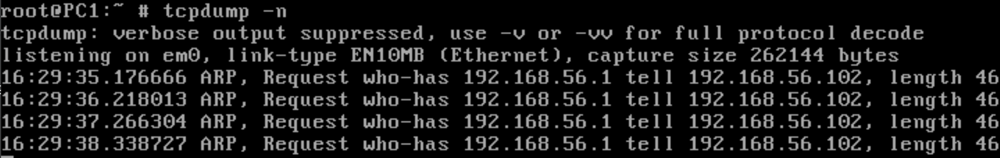 root@PC1:~ # tcpdump -n
tcpdump: verbose output suppressed, use -v or -vv for full protocol decode
listening on em0, link-type EN10MB (Ethernet), capture size 262144 bytes
16:29:35.176666 ARP, Request who-has 192.168.56.1 tell 192.168.56.102, length 46
16:29:36.218013 ARP, Request who-has 192.168.56.1 tell 192.168.56.102, length 46
16:29:37.266304 ARP, Request who-has 192.168.56.1 tell 192.168.56.102, length 46
16:29:38.338727 ARP, Request who-has 192.168.56.1 tell 192.168.56.102, length 46